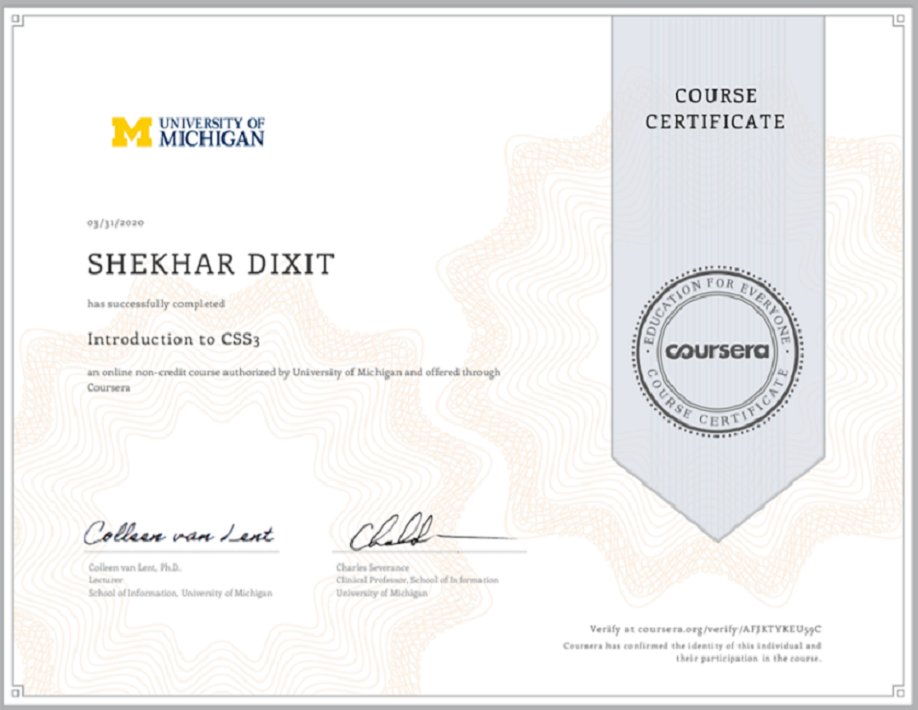 COURSE
CERTIFICATE
UNIVERSITY OF
MICHIGAN
03/31/2020
SHEKHAR DIXIT
has successfully completed
Introduction to CSS3
an online non-credit course authorized by University of Michigan and offered through
Coursera
EDUCATION FOR EVERYONE
coursera
COURSE CERTIFICATE
Colleen van Lent
Colleen van Lent, Ph.D.
Lecturer
School of Information, University of Michigan
Charles Severance
Clinical Professor, School of Information
University of Michigan
Verify at coursera.org/verify/AFJKTYKEU59C
Coursera has confirmed the identity of this individual and
their participation in the course.